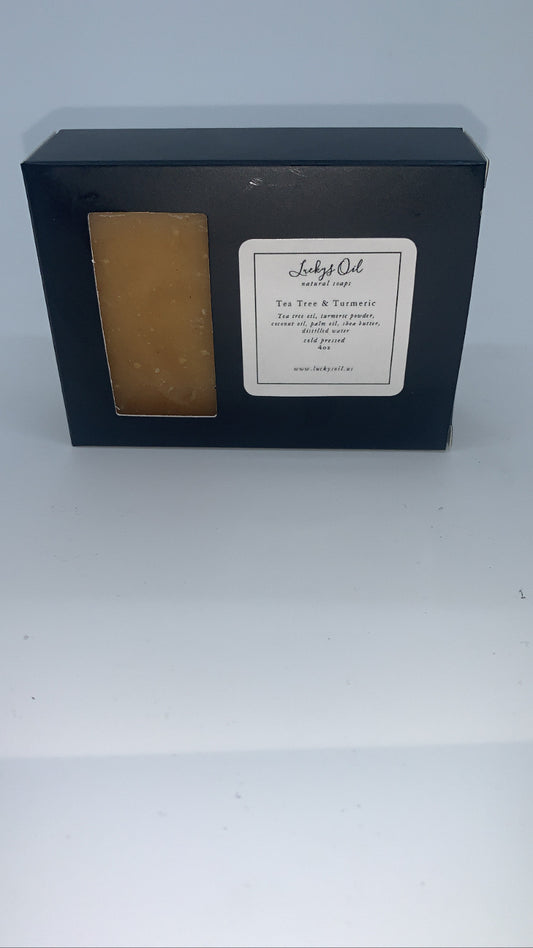 Luckys Oil
natural soaps
Tea Tree & Turmeric
Tea tree oil, turmeric powder,
coconut oil, palm oil, shea butter,
distilled water
cold pressed
4oz
www.luckysoil.us